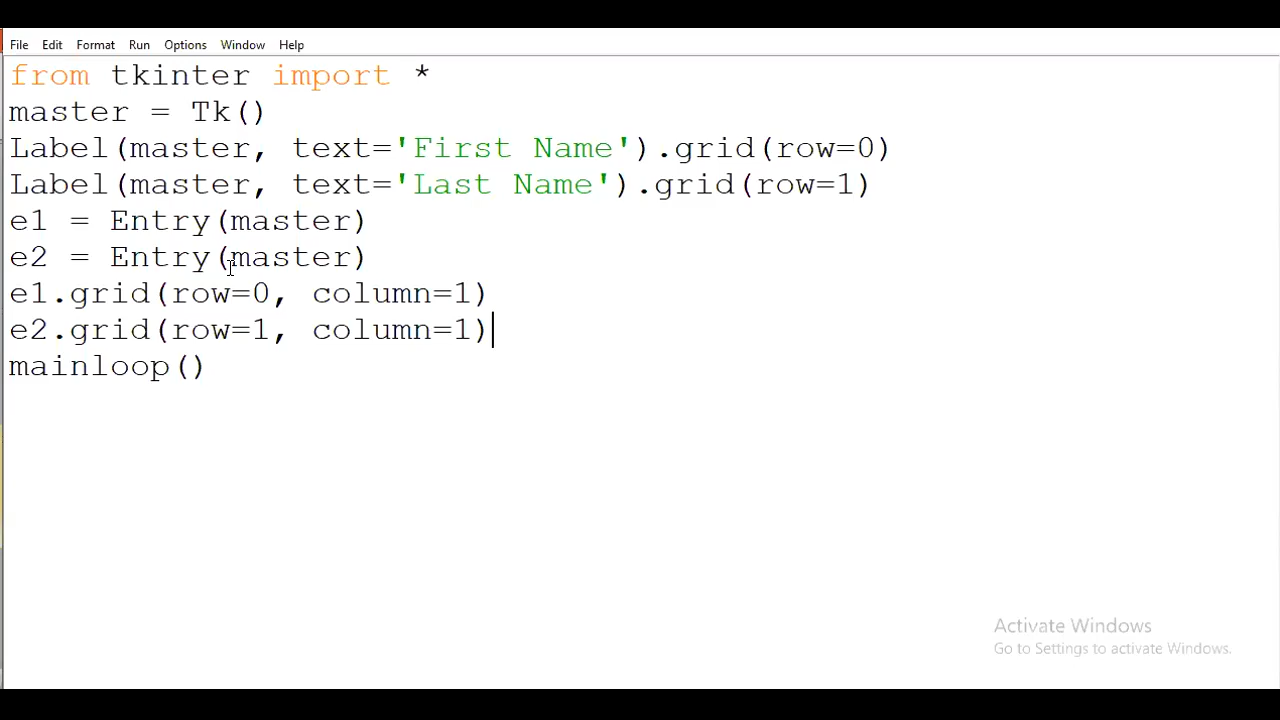 File Edit Format Run Options Window Help
from tkinter import *
master = Tk()
Label(master, text='First Name').grid(row=0)
Label(master, text='Last Name').grid(row=1)
e1 = Entry(master)
e2 = Entry(master)
e1.grid(row=0, column=1)
e2.grid(row=1, column=1)
mainloop()
Activate Windows
Go to Settings to activate Windows.